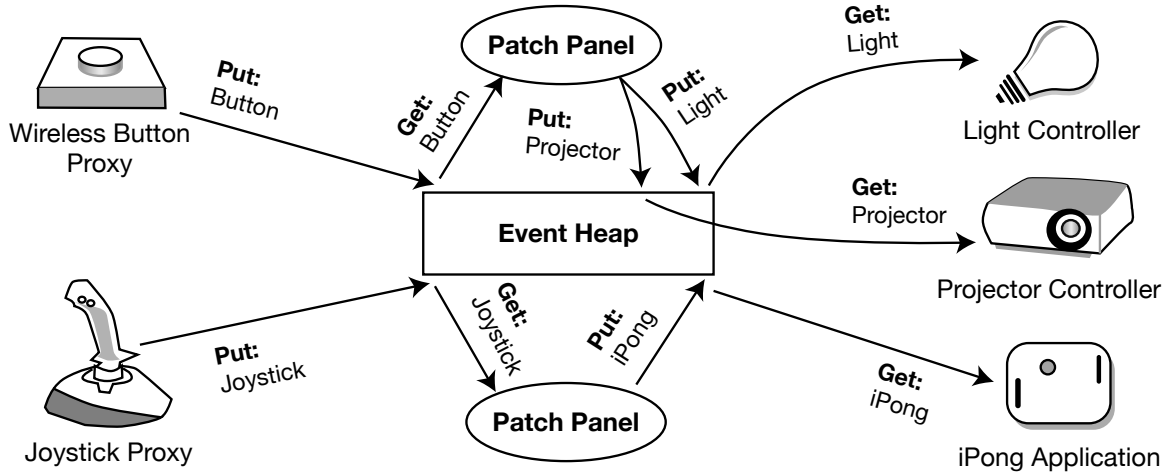 Patch Panel
Get:
Light
Put:
Button
Get:
Button
Put:
Projector
Put:
Light
Wireless Button
Proxy
Light Controller
Get:
Projector
Event Heap
Projector Controller
Put:
Joystick
Get:
Joystick
Put:
iPong
Get:
iPong
Patch Panel
Joystick Proxy
iPong Application